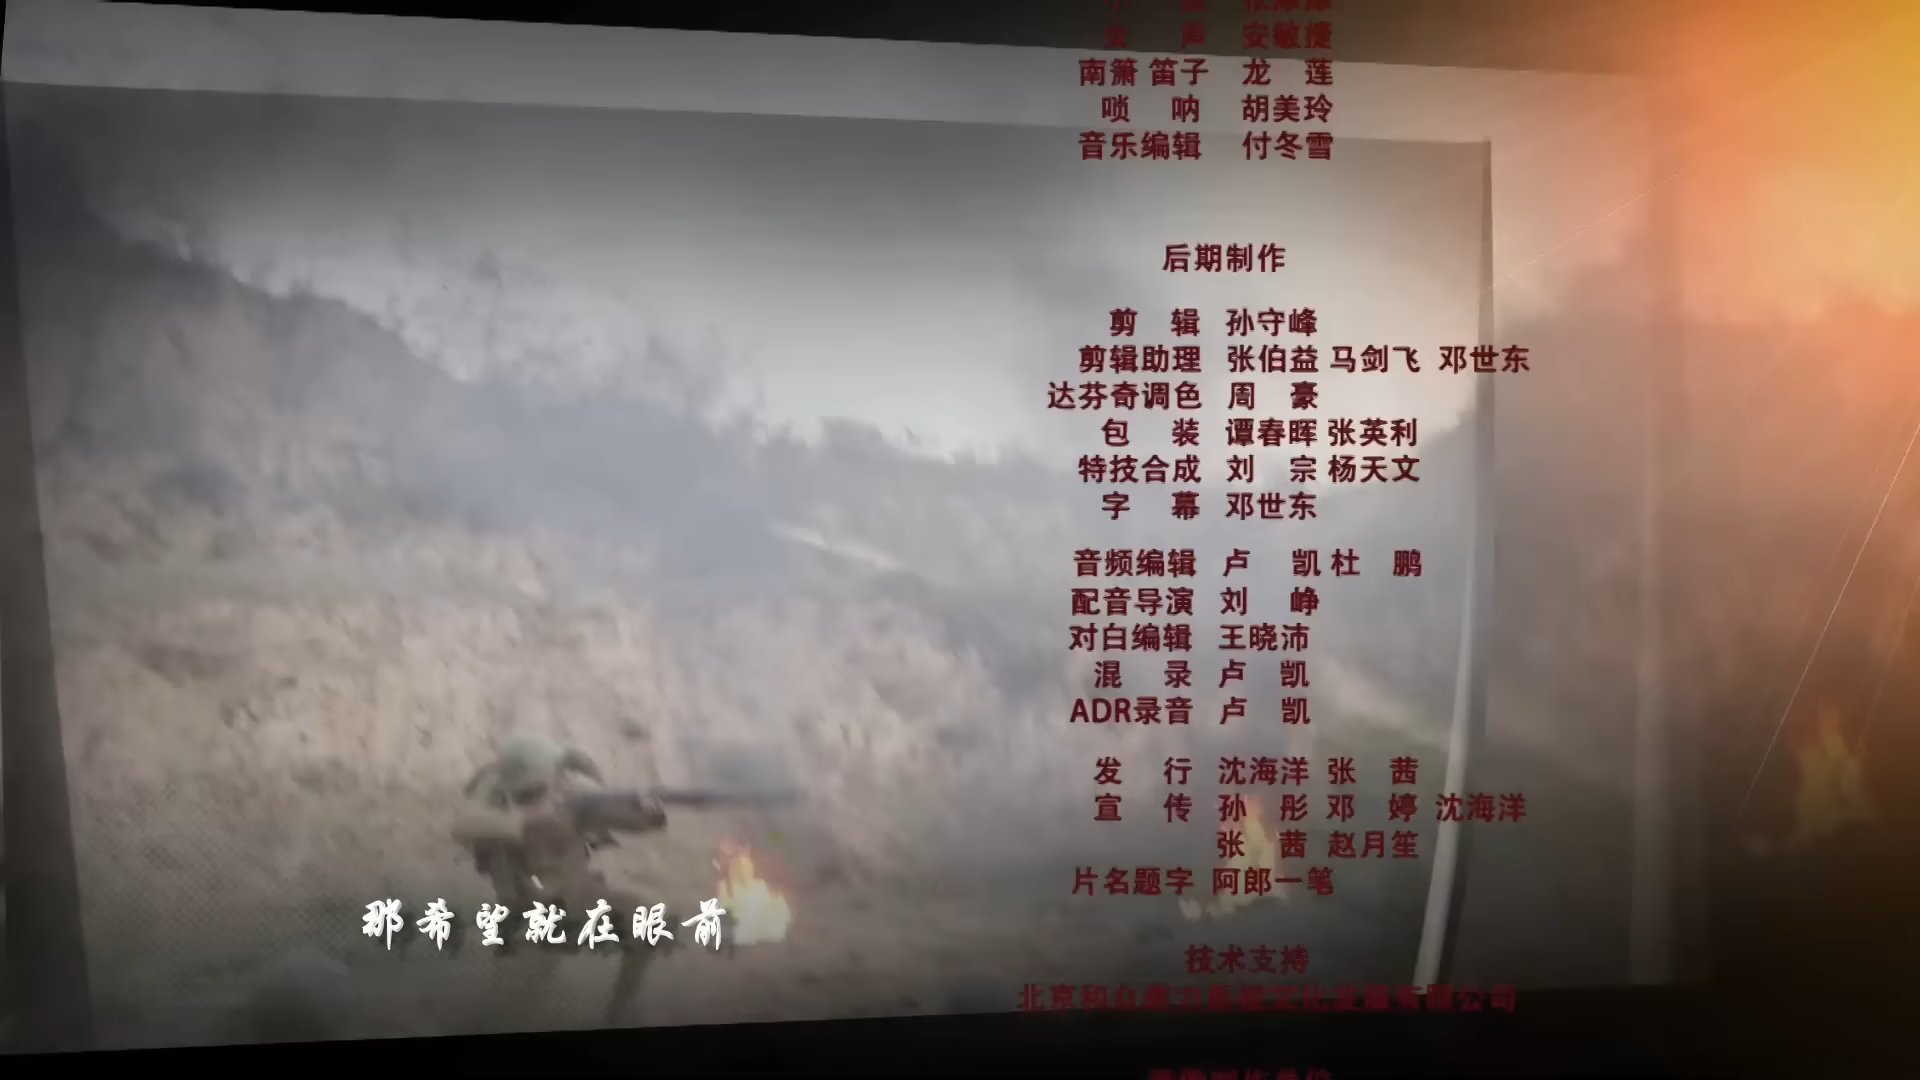 安敏捷
南箫 笛子 龙 莲
唢 呐 胡美玲
音乐编辑 付冬雪
后期制作
剪 辑 孙守峰
剪辑助理 张伯益 马剑飞 邓世东
达芬奇调色 周 豪
包 装 谭春晖 张英利
特技合成 刘 宗 杨天文
字 幕 邓世东
音频编辑 卢 凯 杜 鹏
配音导演 刘 峥
对白编辑 王晓沛
混 录 卢 凯
ADR录音 卢 凯
发 行 沈海洋 张 茜
宣 传 孙 彤 邓 婷 沈海洋
张 茜 赵月笙
片名题字 阿郎一笔
那希望就在眼前
技术支持